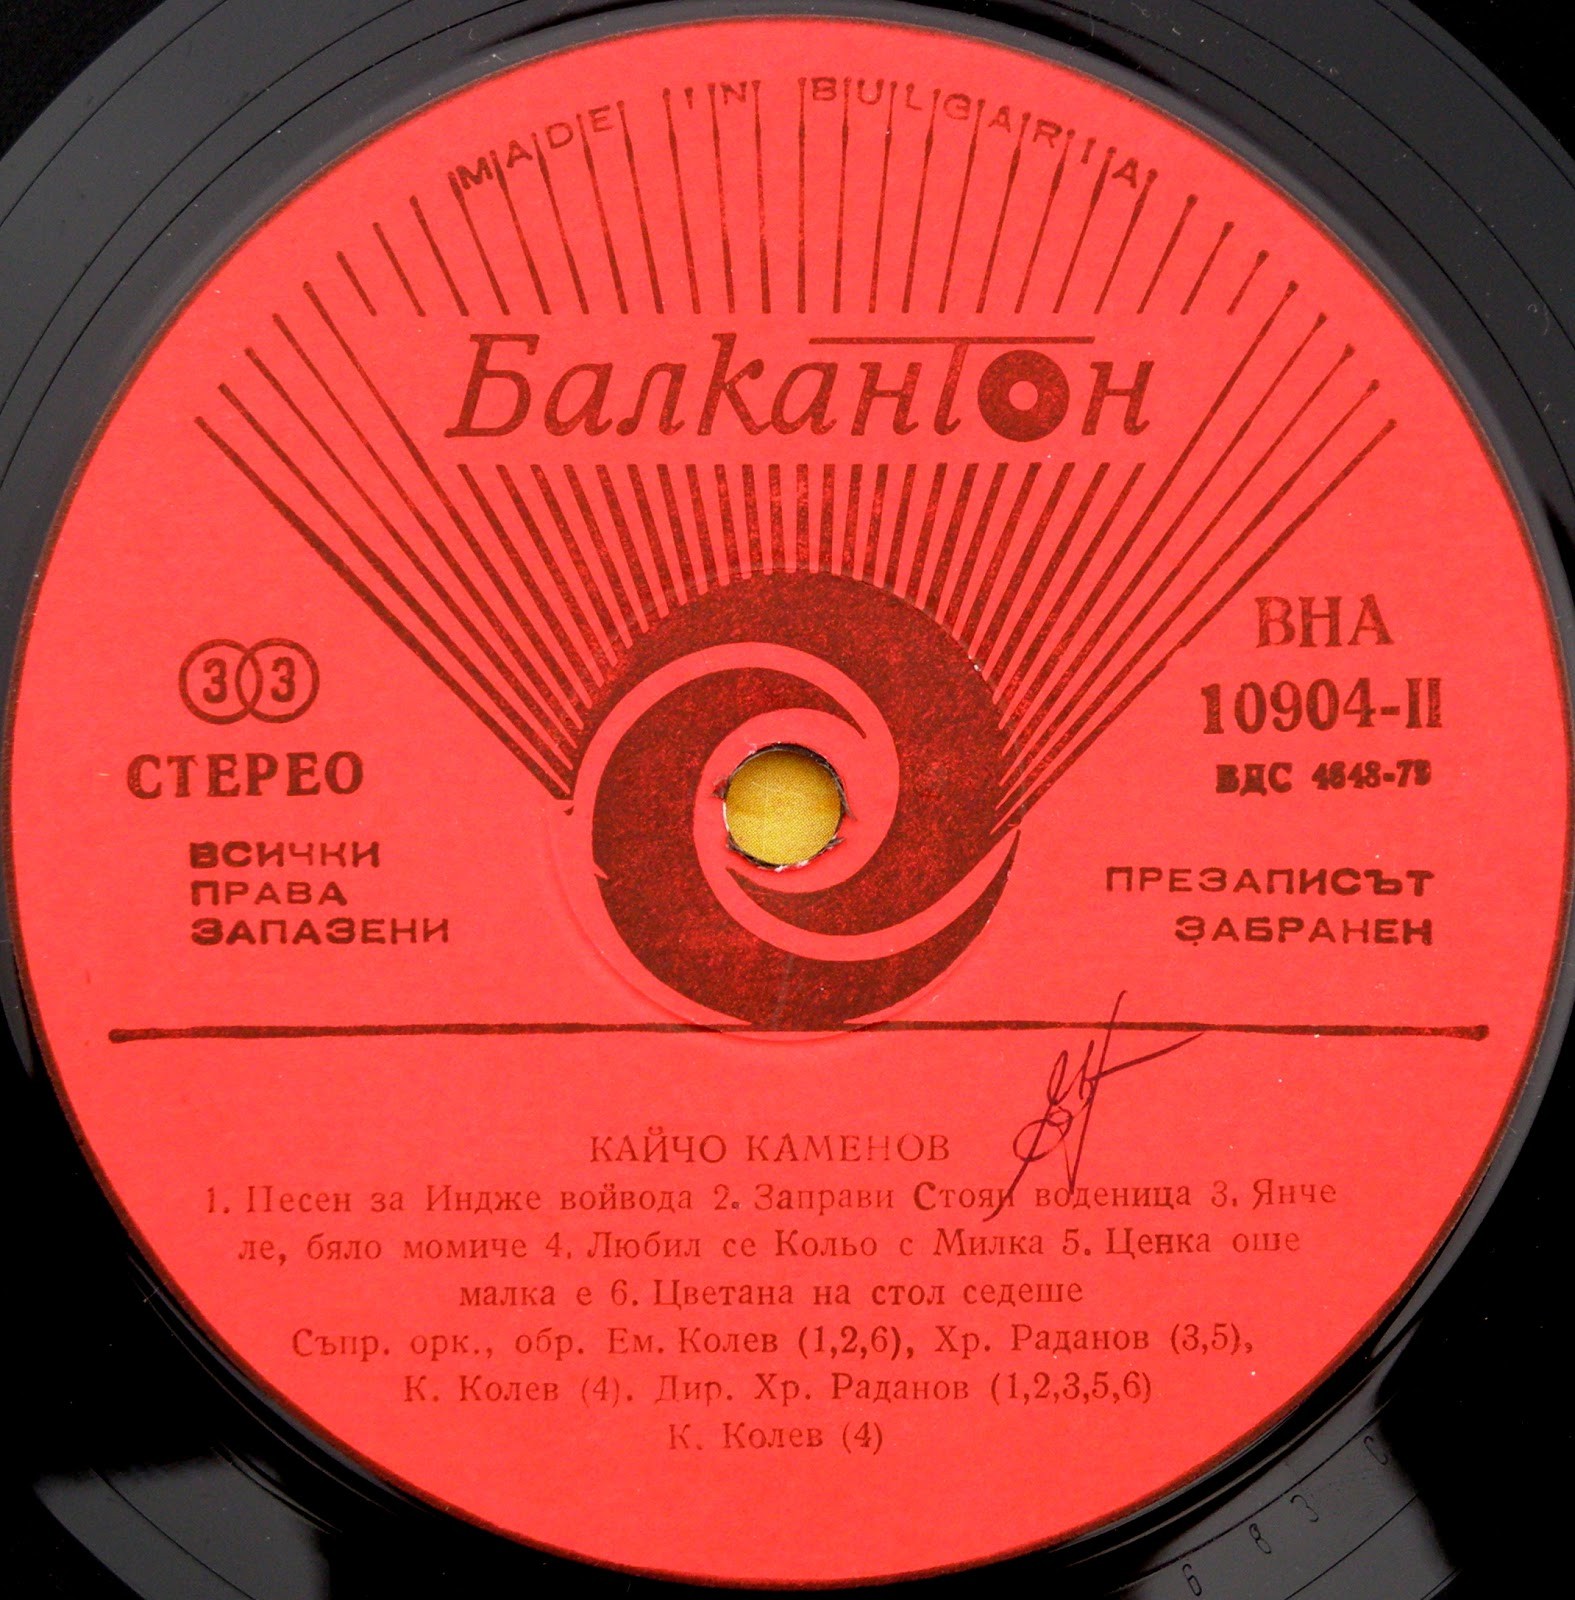 MADE IN BULGARIA
Балкантон
33
СТЕРЕО
ВСИЧКИ
ПРАВА
ЗАПАЗЕНИ
ВНА
10904-II
БДС
ПРЕЗАПИСЪТ
ЗАБРАНЕН
КАЙЧО КАМЕНОВ
1. Песен за Индже войвода 2. Заправи Стоян воденица 3. Янче
ле, бяло момиче 4. Любил се Кольо с Милка 5. Ценка още
малка е 6. Цветана на стол седеше
Съпр. орк., обр. Ем. Колев (1,2,6), Хр. Раданов (3,5),
К. Колев (4). Дир. Хр. Раданов (1,2,3,5,6)
К. Колев (4)